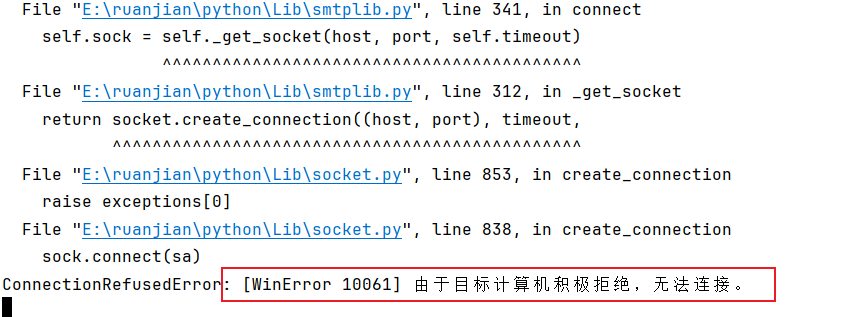 File "E:\ruanjian\python\Lib\smtplib.py", line 341, in connect
self.sock = self._get_socket(host, port, self.timeout)
^^^^^^^^^^^^^^^^^^^^^^^^^^^^^^^^^^^^^^^^^^
File "E:\ruanjian\python\Lib\smtplib.py", line 312, in _get_socket
return socket.create_connection((host, port), timeout,
^^^^^^^^^^^^^^^^^^^^^^^^^^^^^^^^^^^^^^^^^^^^^^^
File "E:\ruanjian\python\Lib\socket.py", line 853, in create_connection
raise exceptions[0]
File "E:\ruanjian\python\Lib\socket.py", line 838, in create_connection
sock.connect(sa)
ConnectionRefusedError: [WinError 10061] 由于目标计算机积极拒绝，无法连接。